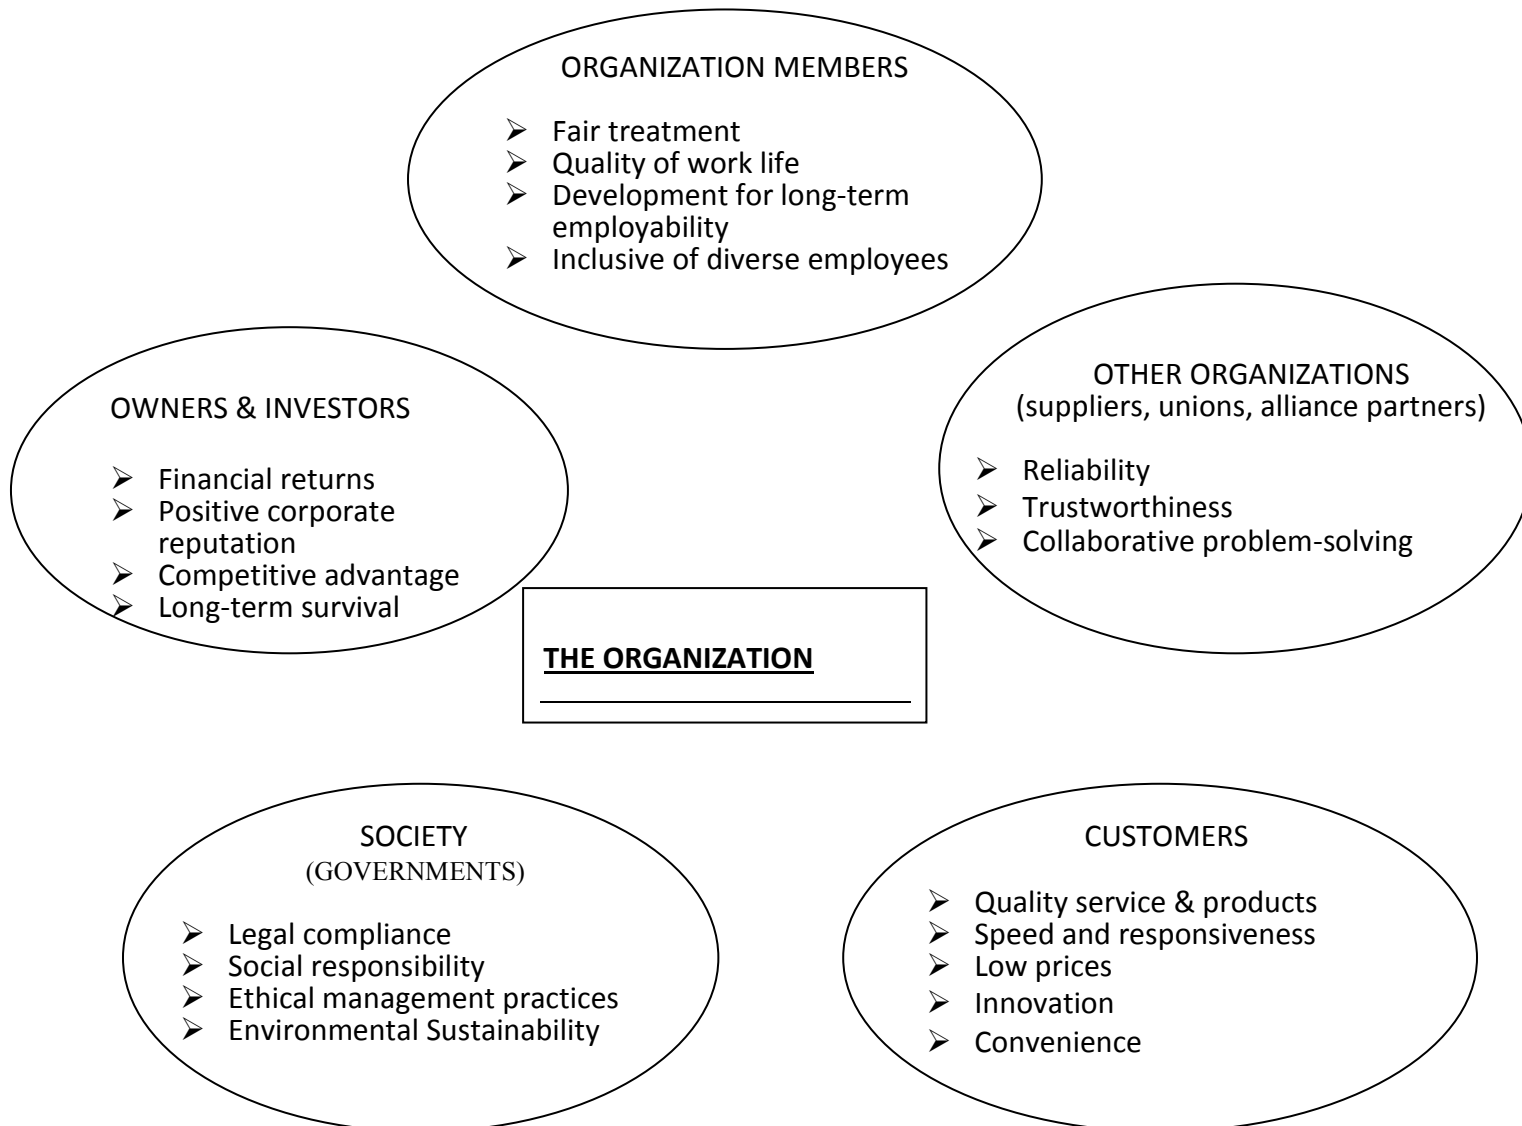 ORGANIZATION MEMBERS
➢ Fair treatment
➢ Quality of work life
➢ Development for long-term
employability
➢ Inclusive of diverse employees
OWNERS & INVESTORS
➢ Financial returns
➢ Positive corporate
reputation
➢ Competitive advantage
➢ Long-term survival
OTHER ORGANIZATIONS
(suppliers, unions, alliance partners)
➢ Reliability
➢ Trustworthiness
➢ Collaborative problem-solving
THE ORGANIZATION
SOCIETY
(GOVERNMENTS)
➢ Legal compliance
➢ Social responsibility
➢ Ethical management practices
➢ Environmental Sustainability
CUSTOMERS
➢ Quality service & products
➢ Speed and responsiveness
➢ Low prices
➢ Innovation
➢ Convenience